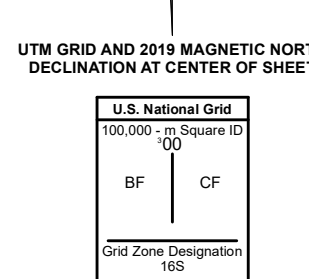 UTM GRID AND 2019 MAGNETIC NORT
DECLINATION AT CENTER OF SHEET
U.S. National Grid
100,000 - m Square ID
³00
BF CF
Grid Zone Designation
16S